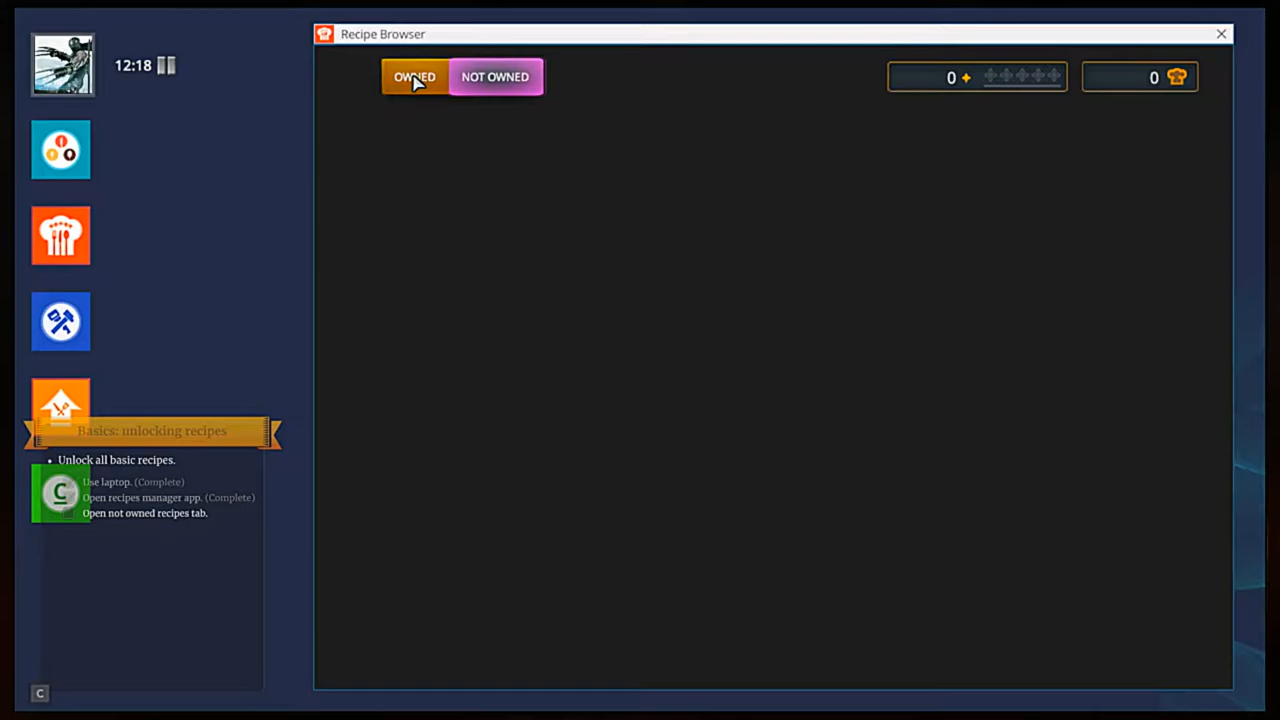 Recipe Browser
12:18
OWNED
NOT OWNED
0
0
Basics: unlocking recipes
• Unlock all basic recipes.
Use laptop. (Complete)
Open recipes manager app. (Complete)
Open not owned recipes tab.
C
C